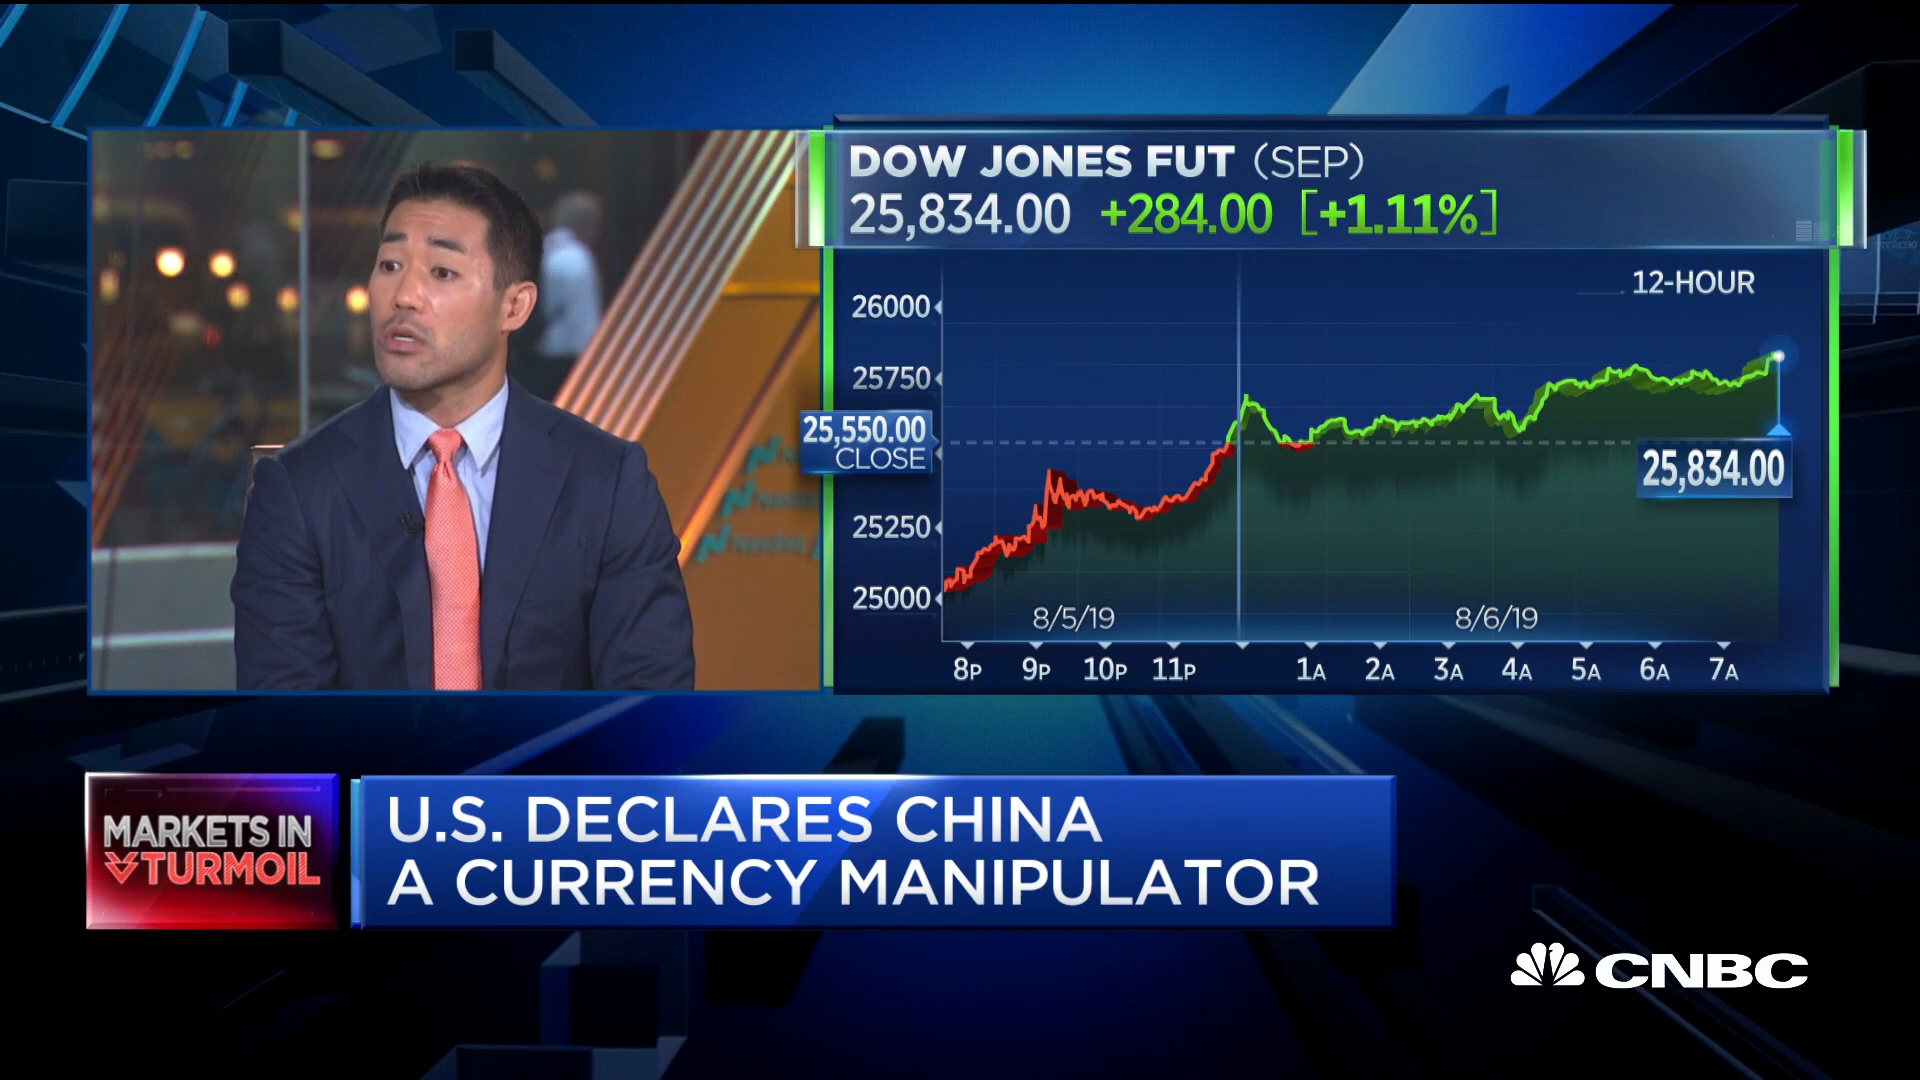 DOW JONES FUT (SEP)
25,834.00 +284.00 [+1.11%]
12-HOUR
26000
25750
25,550.00
CLOSE
25250
25000
25,834.00
8/5/19
8/6/19
8P 9P 10P 11P 1A 2A 3A 4A 5A 6A 7A
Nasdaq
MARKETS IN
TURMOIL
U.S. DECLARES CHINA
A CURRENCY MANIPULATOR
CNBC